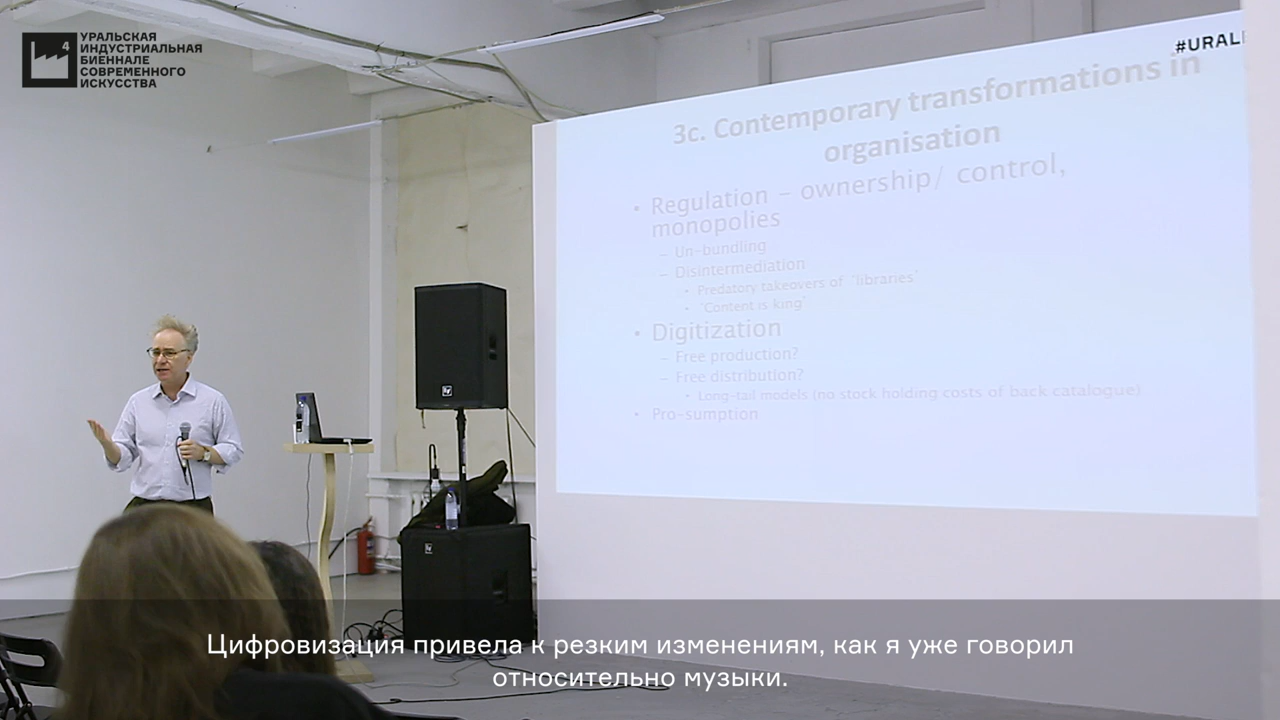 УРАЛЬСКАЯ
ИНДУСТРИАЛЬНАЯ
БИЕННАЛЕ
СОВРЕМЕННОГО
ИСКУССТВА
4
#URAL
3c. Contemporary transformations in
organisation
• Regulation – ownership/ control,
monopolies
– Un-bundling
– Disintermediation
• Predatory takeovers of 'libraries'
• 'Content is king'
• Digitization
– Free production?
– Free distribution?
• Long-tail models (no stock holding costs of back catalogue)
• Pro-sumption
Цифровизация привела к резким изменениям, как я уже говорил
относительно музыки.